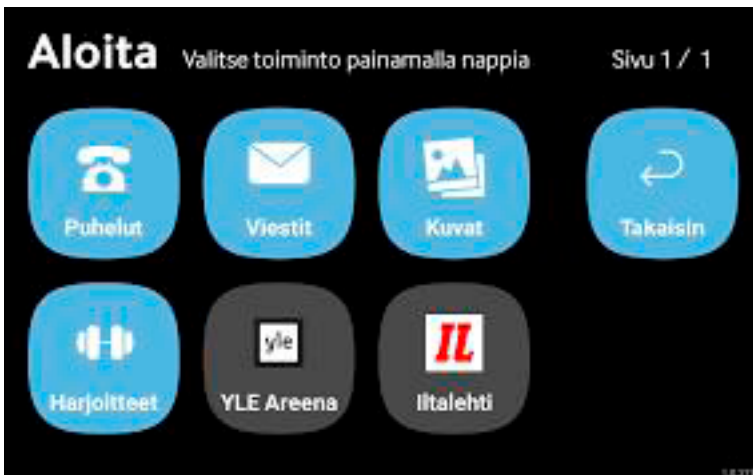 Aloita Valitse toiminto painamalla nappia Sivu 1 / 1
Puhelut Viestit Kuvat Takaisin
yle IL
Harjoitteet YLE Areena Iltalehti